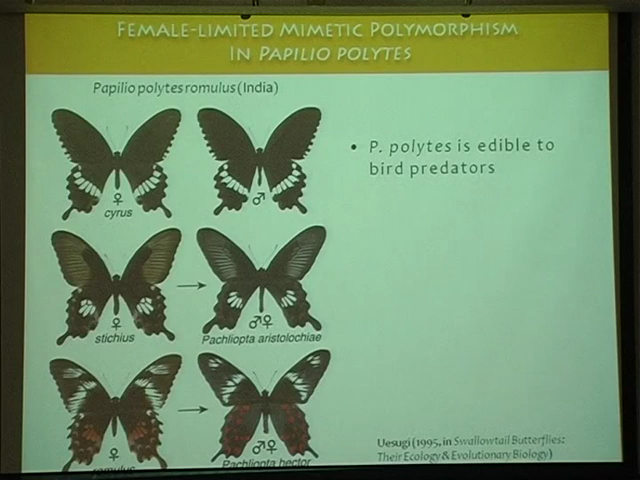 FEMALE-LIMITED MIMETIC POLYMORPHISM
IN PAPILIO POLYTES
Papilio polytes romulus (India)
♀
cyrus
♂
• P. polytes is edible to
bird predators
♀
stichius
→
♂♀
Pachliopta aristolochiae
♀
romulus
→
♂♀
Pachliopta hector
Uesugi (1995, in Swallowtail Butterflies:
Their Ecology & Evolutionary Biology)